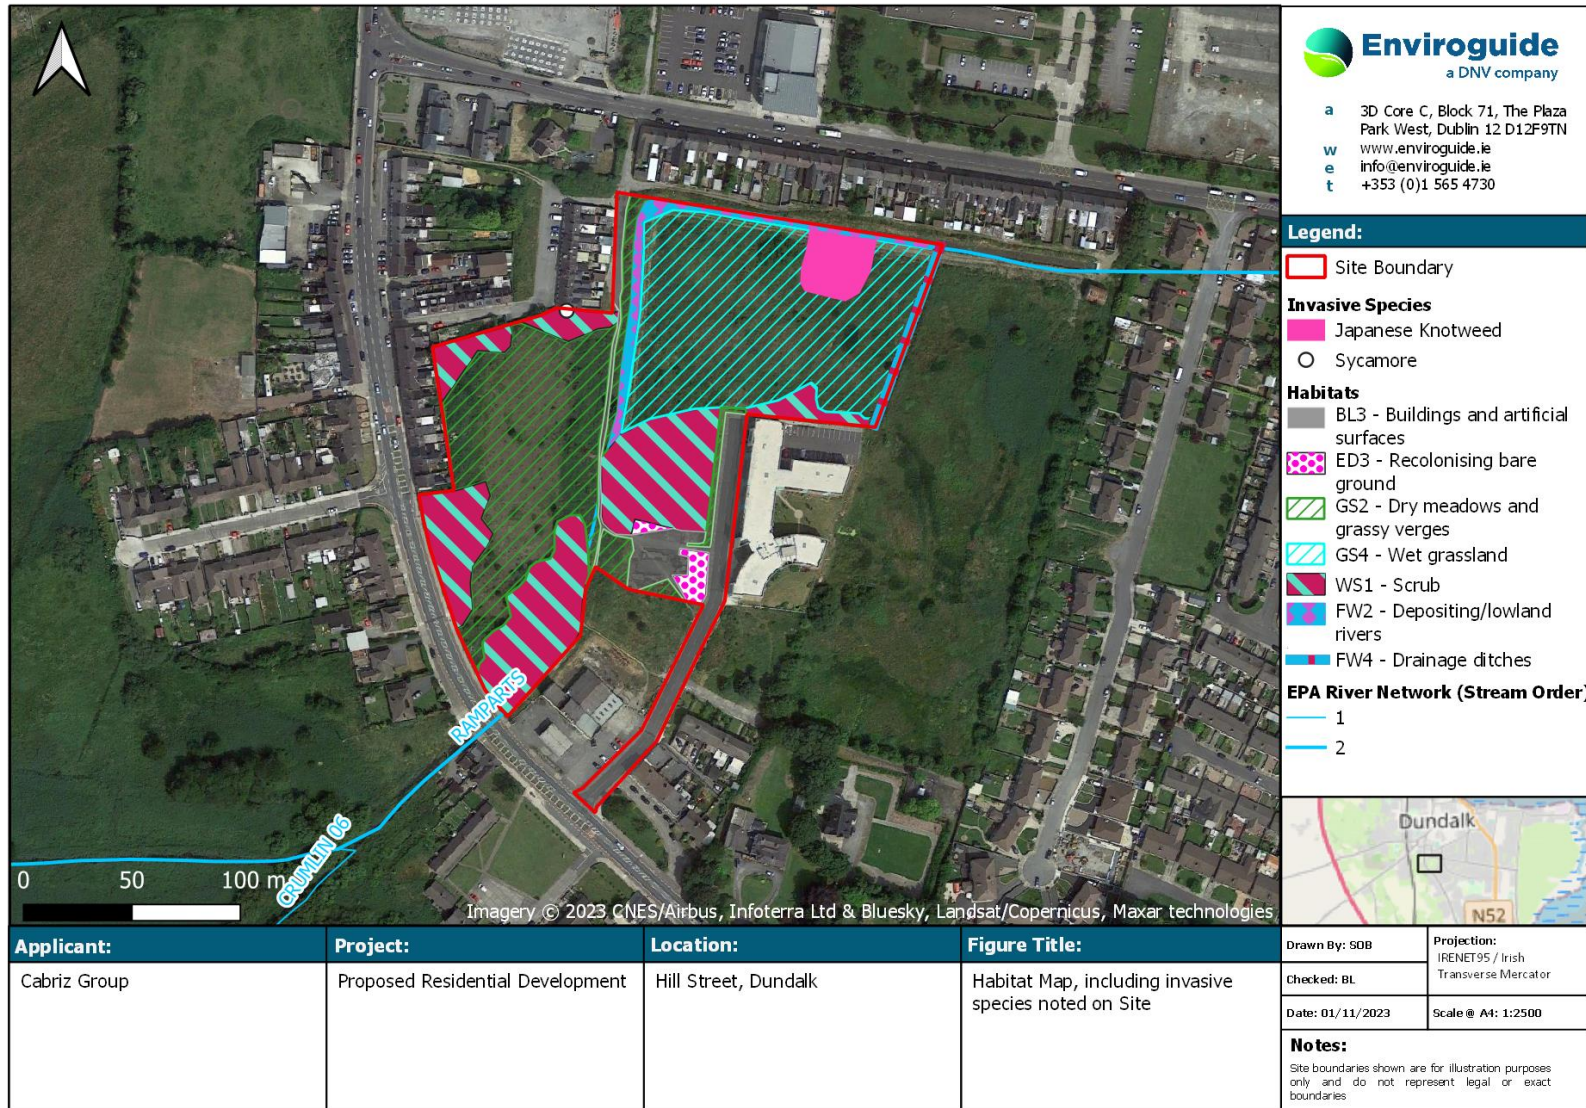 Enviroguide
a DNV company
a 3D Core C, Block 71, The Plaza
Park West, Dublin 12 D12F9TN
w www.enviroguide.ie
e info@enviroguide.ie
t +353 (0)1 565 4730
Legend:
Site Boundary
Invasive Species
Japanese Knotweed
Sycamore
Habitats
BL3 - Buildings and artificial
surfaces
ED3 - Recolonising bare
ground
GS2 - Dry meadows and
grassy verges
GS4 - Wet grassland
WS1 - Scrub
FW2 - Depositing/lowland
rivers
FW4 - Drainage ditches
EPA River Network (Stream Order)
1
2
RAMPARTS
CRUMLIN 06
0 50 100 m
Imagery © 2023 CNES/Airbus, Infoterra Ltd & Bluesky, Landsat/Copernicus, Maxar technologies
Dundalk
N52
Applicant:
Cabriz Group
Project:
Proposed Residential Development
Location:
Hill Street, Dundalk
Figure Title:
Habitat Map, including invasive
species noted on Site
Drawn By: SOB
Checked: BL
Date: 01/11/2023
Projection:
IRENET95 / Irish
Transverse Mercator
Scale @ A4: 1:2500
Notes:
Site boundaries shown are for illustration purposes
only and do not represent legal or exact
boundaries